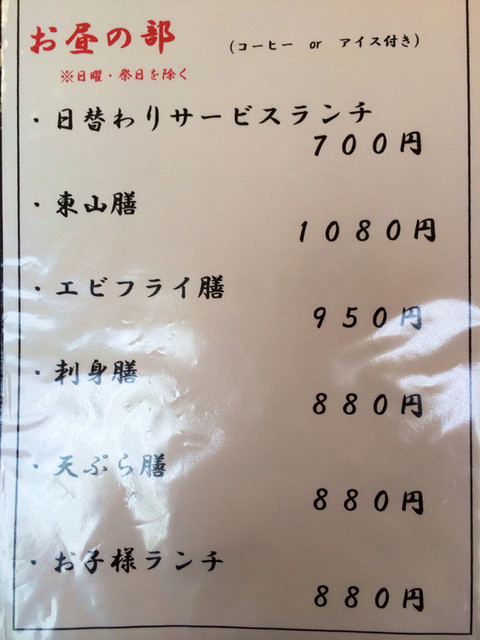 お昼の部 (コーヒー or アイス付き)
※日曜・祭日を除く
・日替わりサービスランチ
700円
・東山膳
1080円
・エビフライ膳
950円
・刺身膳
880円
・天ぷら膳
880円
・お子様ランチ
880円